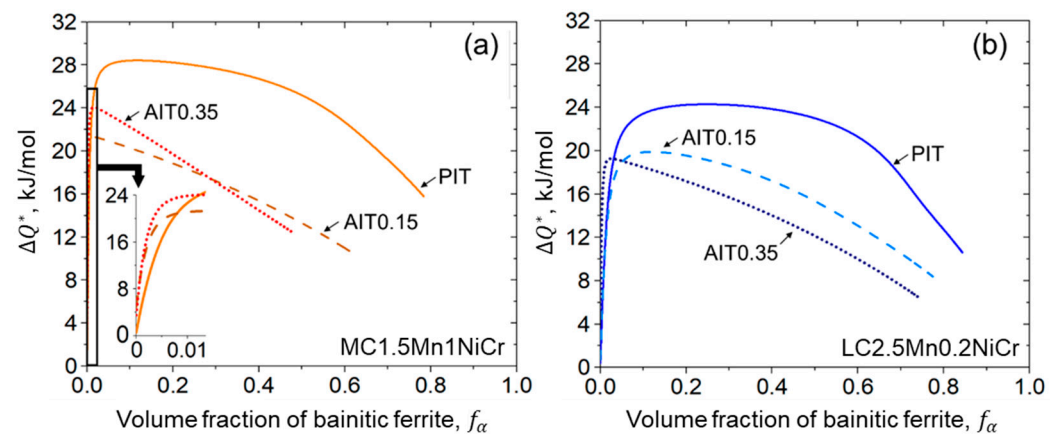 (a)
32
28
24
20
16
12
8
4
0
0.0 0.2 0.4 0.6 0.8 1.0
ΔQ*, kJ/mol
Volume fraction of bainitic ferrite, fα
AIT0.35
PIT
AIT0.15
24
16
8
0
0 0.01
MC1.5Mn1NiCr
(b)
32
28
24
20
16
12
8
4
0
0.0 0.2 0.4 0.6 0.8 1.0
ΔQ*, kJ/mol
Volume fraction of bainitic ferrite, fα
AIT0.15
PIT
AIT0.35
LC2.5Mn0.2NiCr